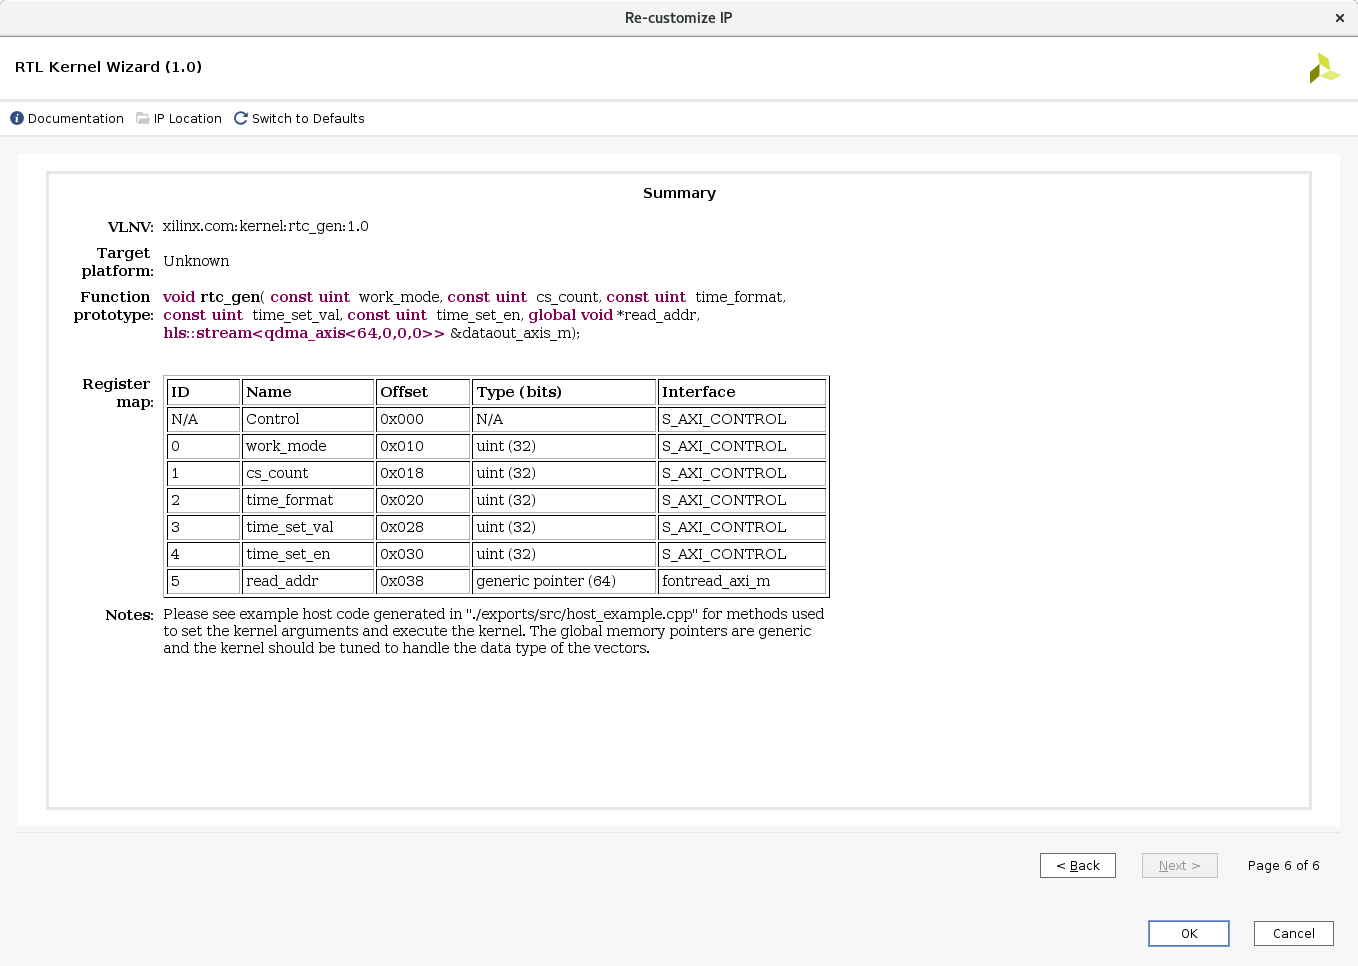 Re-customize IP
RTL Kernel Wizard (1.0)
Documentation IP Location Switch to Defaults
Summary
VLNV: xilinx.com:kernel:rtc_gen:1.0
Target platform: Unknown
Function prototype: void rtc_gen( const uint work_mode, const uint cs_count, const uint time_format,
const uint time_set_val, const uint time_set_en, global void *read_addr,
hls::stream<qdma_axis<64,0,0,0>> &dataout_axis_m);
Register map:
ID Name Offset Type (bits) Interface
N/A Control 0x000 N/A S_AXI_CONTROL
0 work_mode 0x010 uint (32) S_AXI_CONTROL
1 cs_count 0x018 uint (32) S_AXI_CONTROL
2 time_format 0x020 uint (32) S_AXI_CONTROL
3 time_set_val 0x028 uint (32) S_AXI_CONTROL
4 time_set_en 0x030 uint (32) S_AXI_CONTROL
5 read_addr 0x038 generic pointer (64) fontread_axi_m
Notes: Please see example host code generated in "./exports/src/host_example.cpp" for methods used
to set the kernel arguments and execute the kernel. The global memory pointers are generic
and the kernel should be tuned to handle the data type of the vectors.
< Back Next > Page 6 of 6
OK Cancel